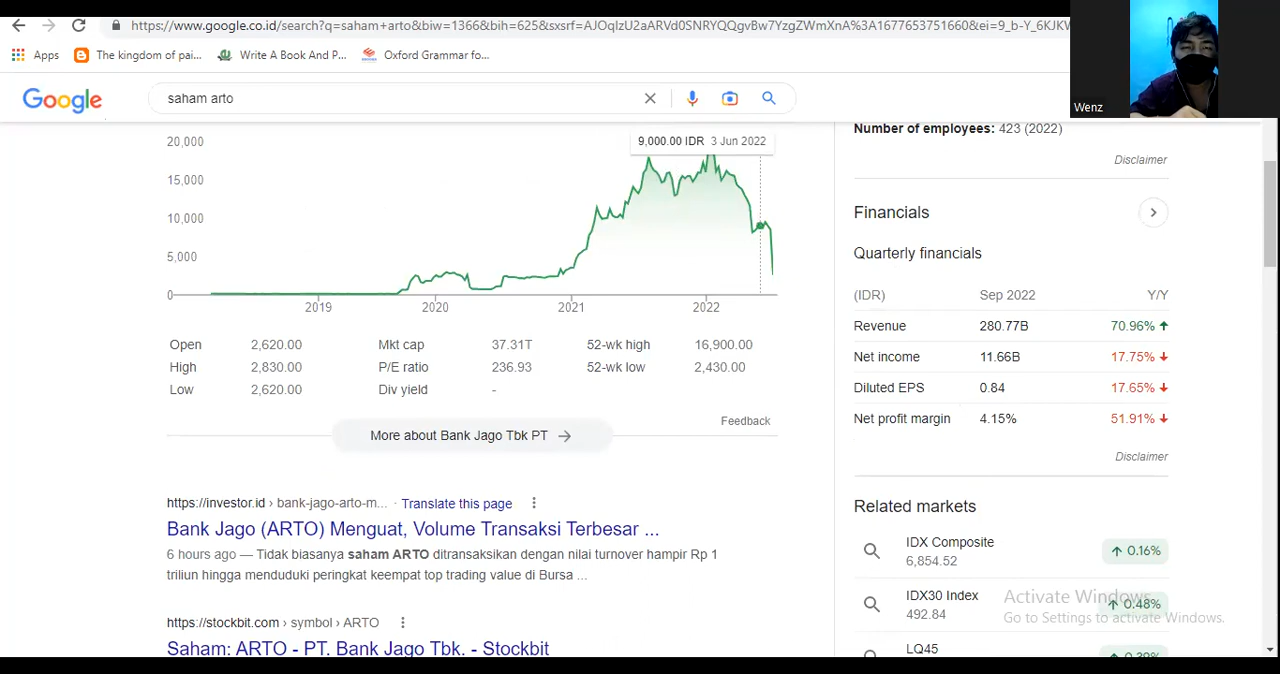 https://www.google.co.id/search?q=saham+arto&biw=1366&bih=625&sxsrf=AJOqlzU2aARVd0SNRYQQgvBw7YzgZWmXnA%3A1677653751660&ei=9_b-Y_6KJKW
Apps
The kingdom of pai...
Write A Book And P...
Oxford Grammar fo...
Wenz
Google
saham arto
20,000
15,000
10,000
5,000
0
9,000.00 IDR 3 Jun 2022
2019
2020
2021
2022
Open 2,620.00 Mkt cap 37.31T 52-wk high 16,900.00
High 2,830.00 P/E ratio 236.93 52-wk low 2,430.00
Low 2,620.00 Div yield -
Feedback
More about Bank Jago Tbk PT
https://investor.id › bank-jago-arto-m... · Translate this page
Bank Jago (ARTO) Menguat, Volume Transaksi Terbesar ...
6 hours ago — Tidak biasanya saham ARTO ditransaksikan dengan nilai turnover hampir Rp 1
triliun hingga menduduki peringkat keempat top trading value di Bursa ...
https://stockbit.com › symbol › ARTO
Saham: ARTO - PT. Bank Jago Tbk. - Stockbit
Number of employees: 423 (2022)
Disclaimer
Financials
Quarterly financials
(IDR) Sep 2022 Y/Y
Revenue 280.77B 70.96%
Net income 11.66B 17.75%
Diluted EPS 0.84 17.65%
Net profit margin 4.15% 51.91%
Disclaimer
Related markets
IDX Composite
6,854.52
0.16%
IDX30 Index
492.84
0.48%
Activate Windows
Go to Settings to activate Windows.
LQ45